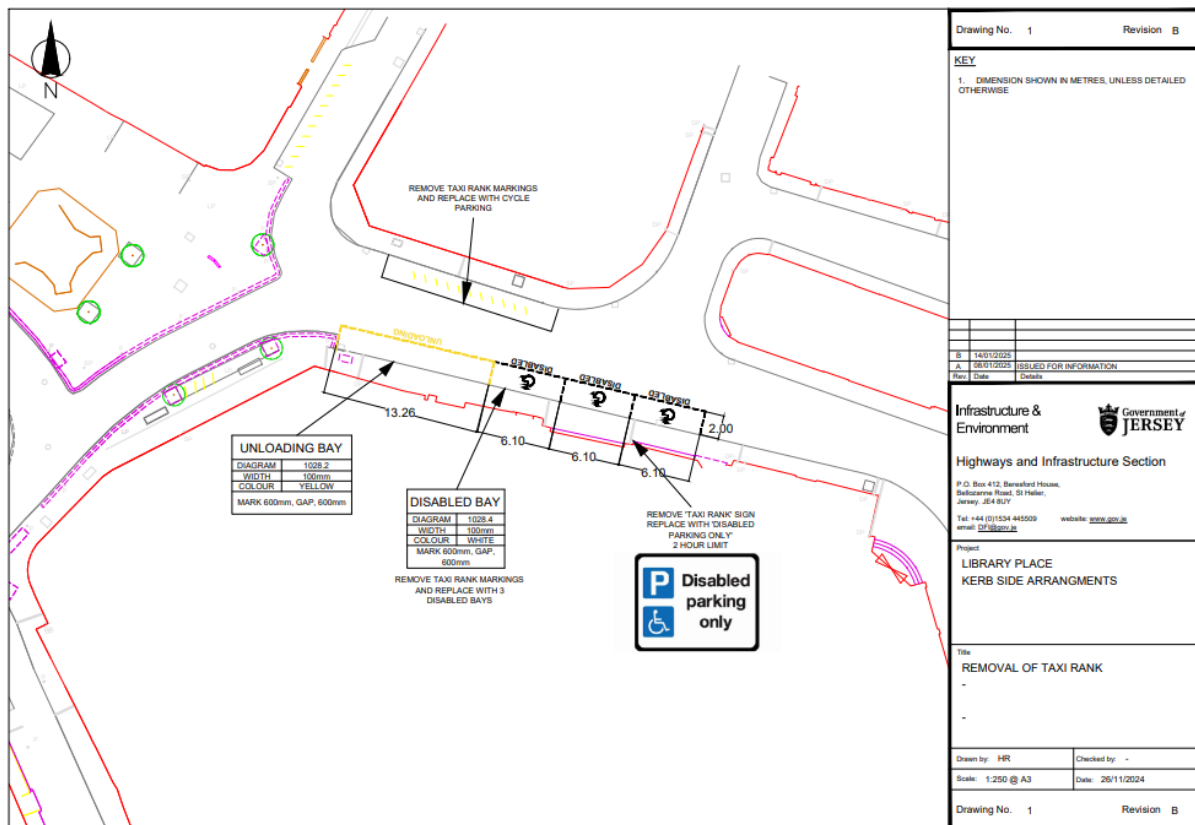 N
REMOVE TAXI RANK MARKINGS
AND REPLACE WITH CYCLE
PARKING
UNLOADING
DISABLED
DISABLED
DISABLED
13.26
6.10
6.10
6.10
2.00
UNLOADING BAY
DIAGRAM 1028.2
WIDTH 100mm
COLOUR YELLOW
MARK 600mm, GAP, 600mm
DISABLED BAY
DIAGRAM 1028.4
WIDTH 100mm
COLOUR WHITE
MARK 600mm, GAP,
600mm
REMOVE TAXI RANK MARKINGS
AND REPLACE WITH 3
DISABLED BAYS
REMOVE 'TAXI RANK' SIGN
REPLACE WITH 'DISABLED
PARKING ONLY'
2 HOUR LIMIT
P
Disabled
parking
only
Drawing No. 1 Revision B
KEY
1. DIMENSION SHOWN IN METRES, UNLESS DETAILED
OTHERWISE
B 14/01/2025
A 08/01/2025 ISSUED FOR INFORMATION
Rev. Date Details
Infrastructure &
Environment
Government of
JERSEY
Highways and Infrastructure Section
P.O. Box 412, Beresford House,
Bellozanne Road, St Helier,
Jersey. JE4 8UY
Tel: +44 (0)1534 445509 website: www.gov.je
email: DFI@gov.je
Project
LIBRARY PLACE
KERB SIDE ARRANGMENTS
Title
REMOVAL OF TAXI RANK
-
-
Drawn by: HR Checked by: -
Scale: 1:250 @ A3 Date: 26/11/2024
Drawing No. 1 Revision B